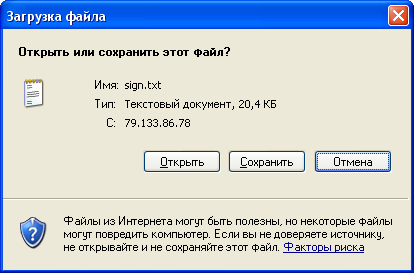 Загрузка файла
Открыть или сохранить этот файл?
Имя: sign.txt
Тип: Текстовый документ, 20,4 КБ
С: 79.133.86.78
Открыть Сохранить Отмена
Файлы из Интернета могут быть полезны, но некоторые файлы
могут повредить компьютер. Если вы не доверяете источнику,
не открывайте и не сохраняйте этот файл. Факторы риска